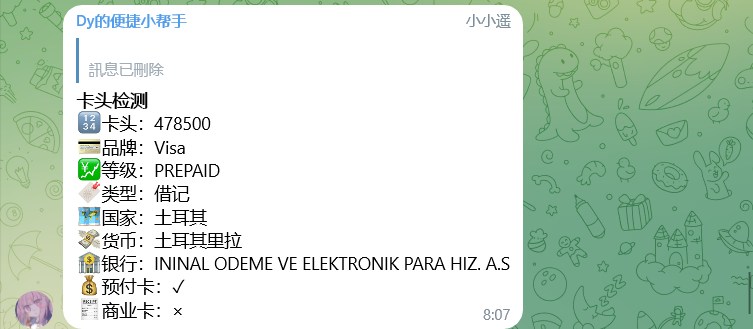 Dy的便捷小帮手 小小遥
訊息已刪除
卡头检测
卡头：478500
品牌：Visa
等级：PREPAID
类型：借记
国家：土耳其
货币：土耳其里拉
银行：ININAL ODEME VE ELEKTRONIK PARA HIZ. A.S
预付卡：✓
商业卡：×
8:07